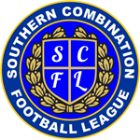 SOUTHERN COMBINATION
S C
F L
FOOTBALL LEAGUE